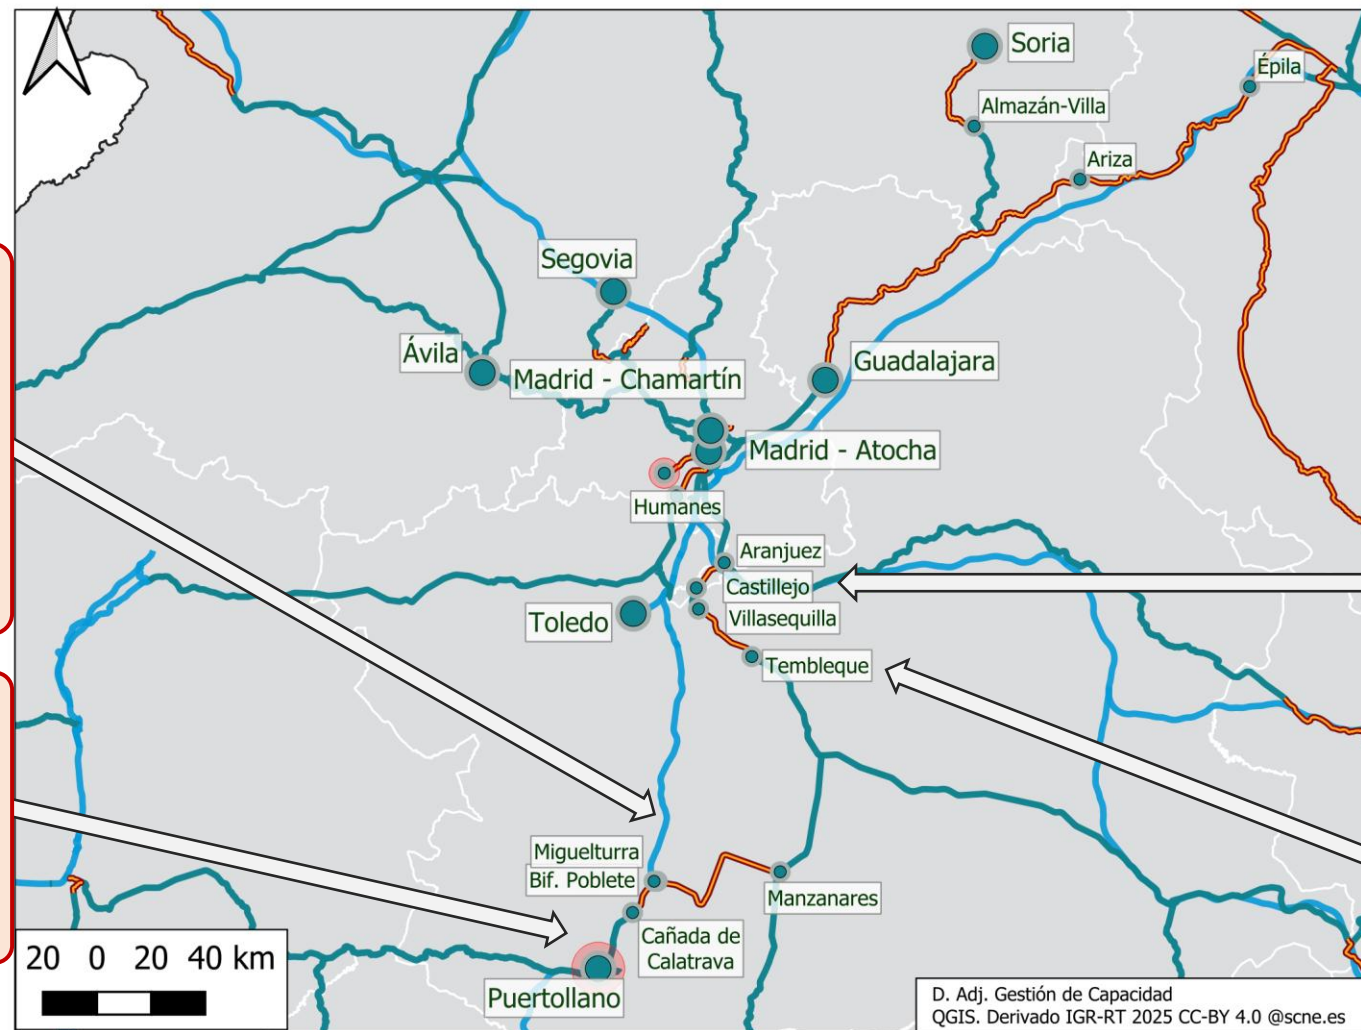 Soria
Épila
Almazán-Villa
Ariza
Segovia
Ávila
Madrid - Chamartín
Guadalajara
Madrid - Atocha
Humanes
Aranjuez
Castillejo
Toledo
Villasequilla
Tembleque
Miguelturra
Bif. Poblete
Manzanares
Cañada de
Calatrava
Puertollano
20 0 20 40 km
D. Adj. Gestión de Capacidad
QGIS. Derivado IGR-RT 2025 CC-BY 4.0 @scne.es